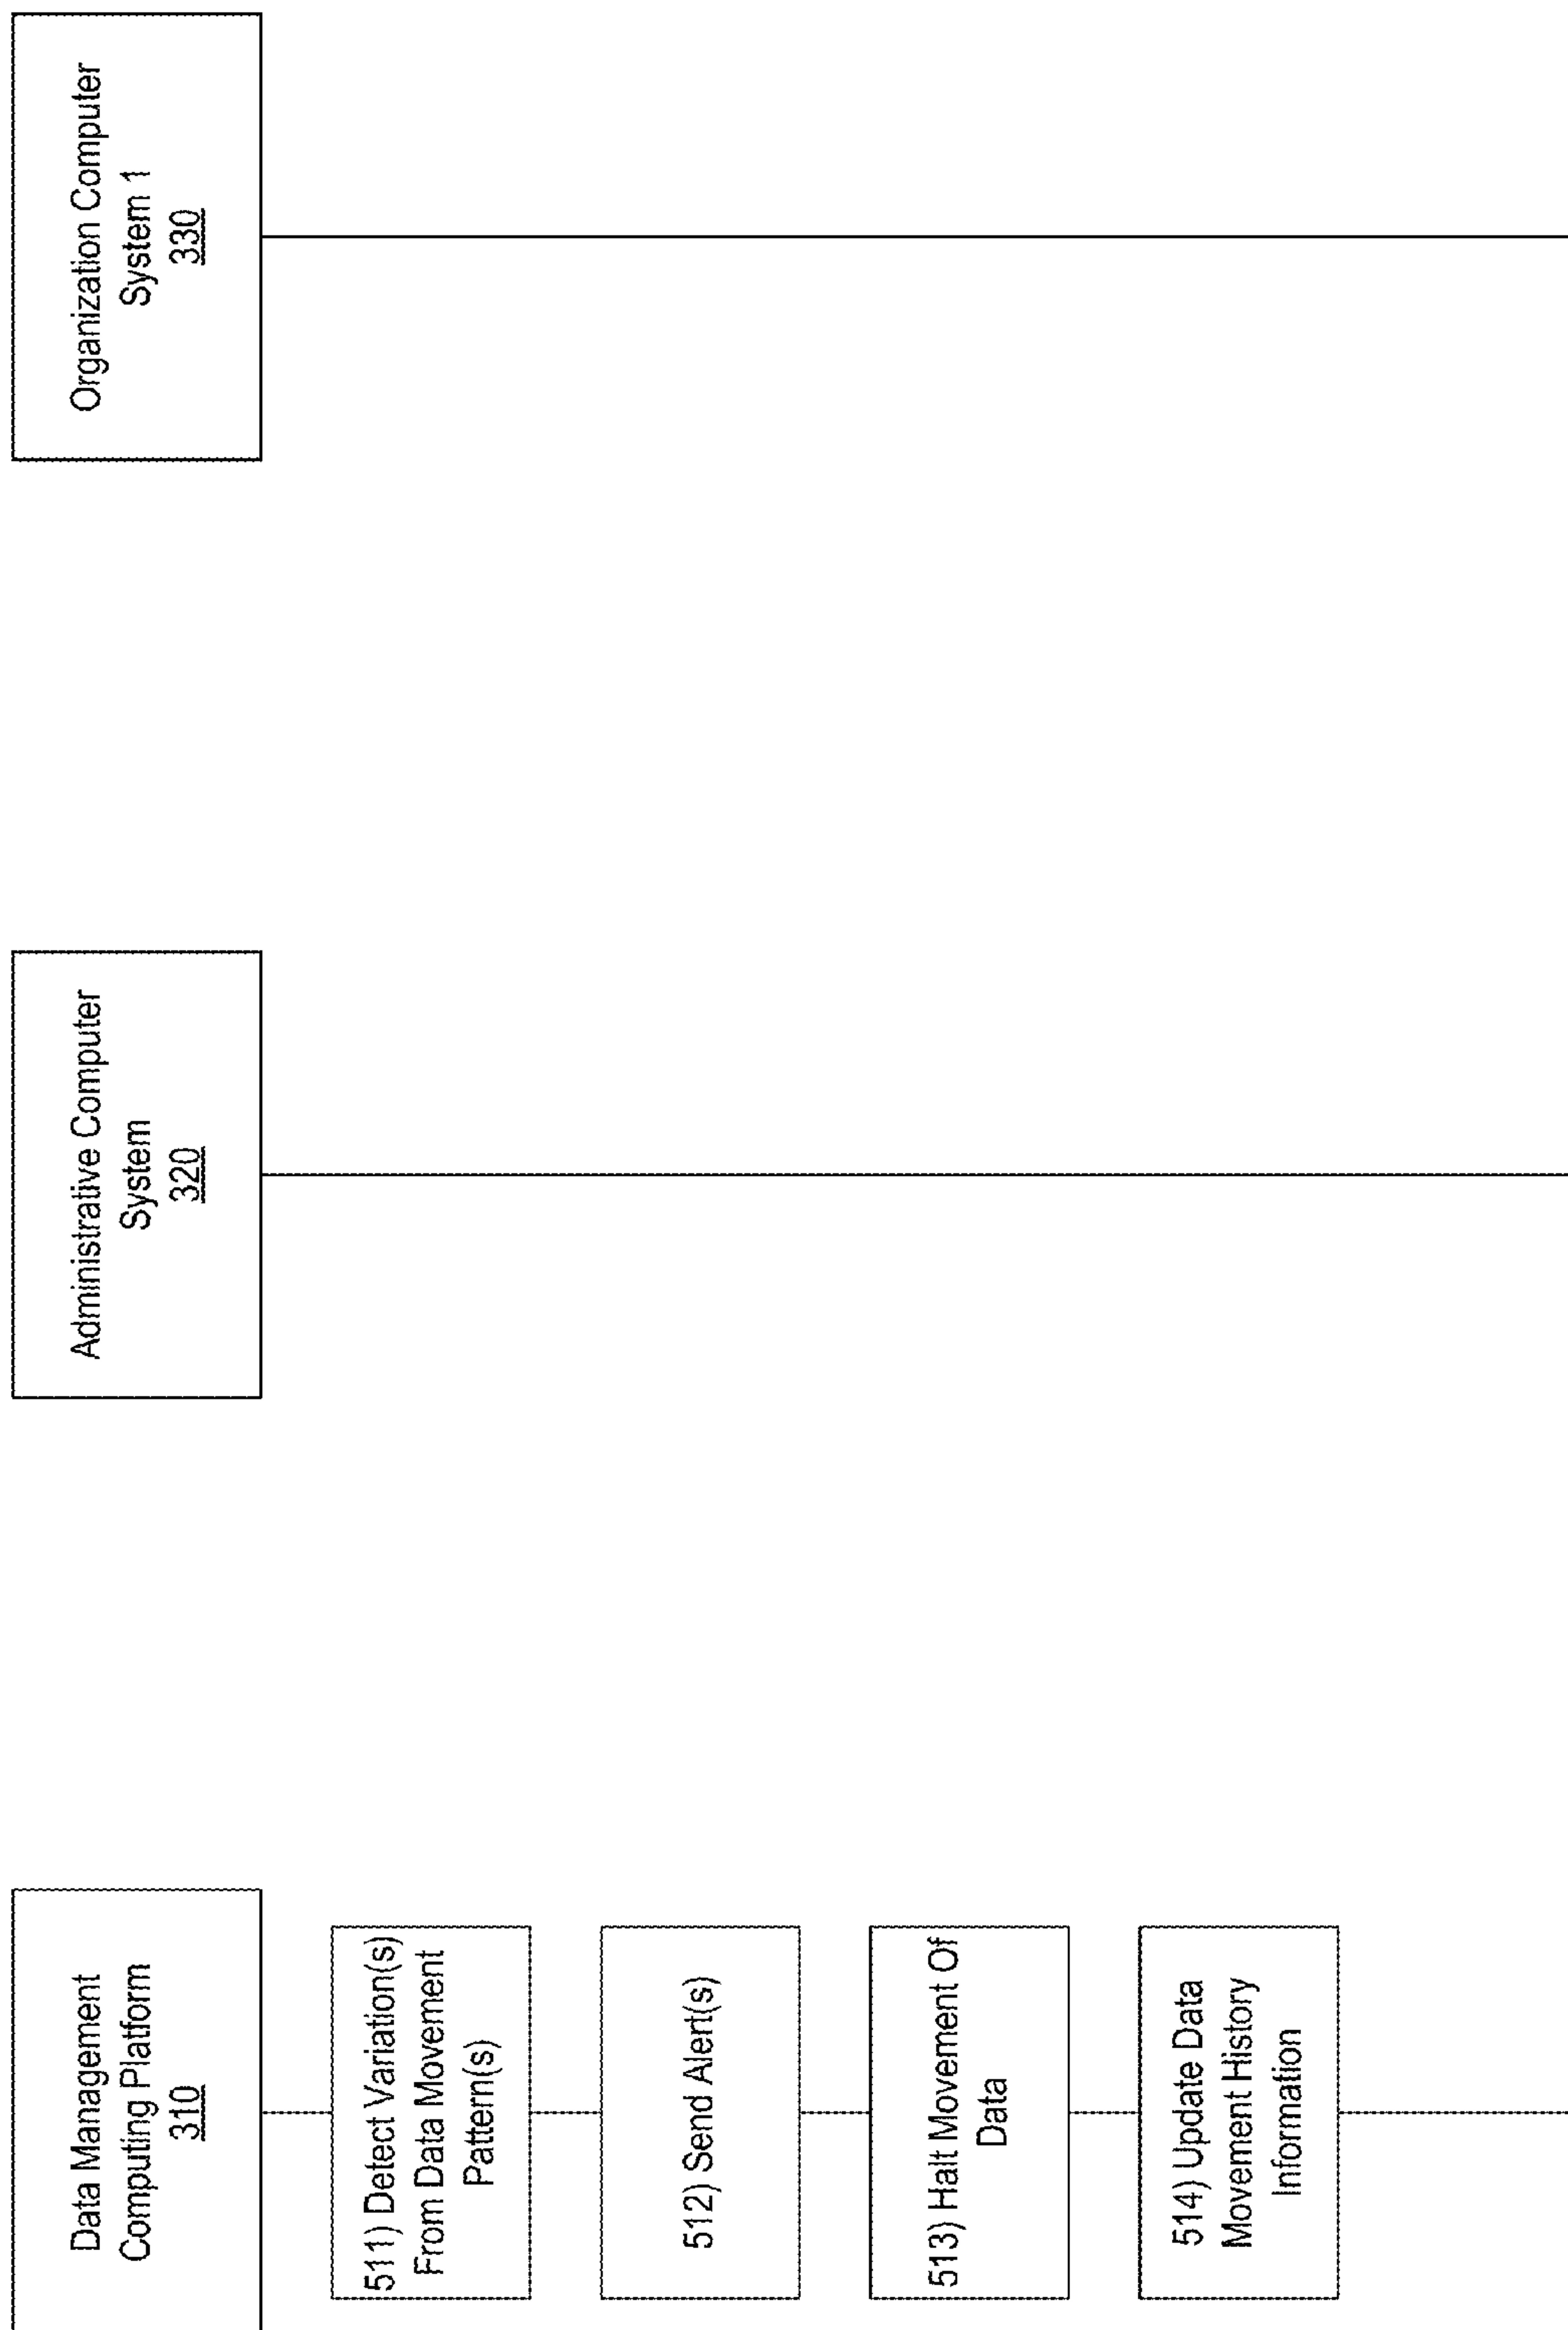 Data Management
Computing Platform
310
Administrative Computer
System
320
Organization Computer
System 1
330
511) Detect Variation(s)
From Data Movement
Pattern(s)
512) Send Alert(s)
513) Halt Movement Of
Data
514) Update Data
Movement History
Information